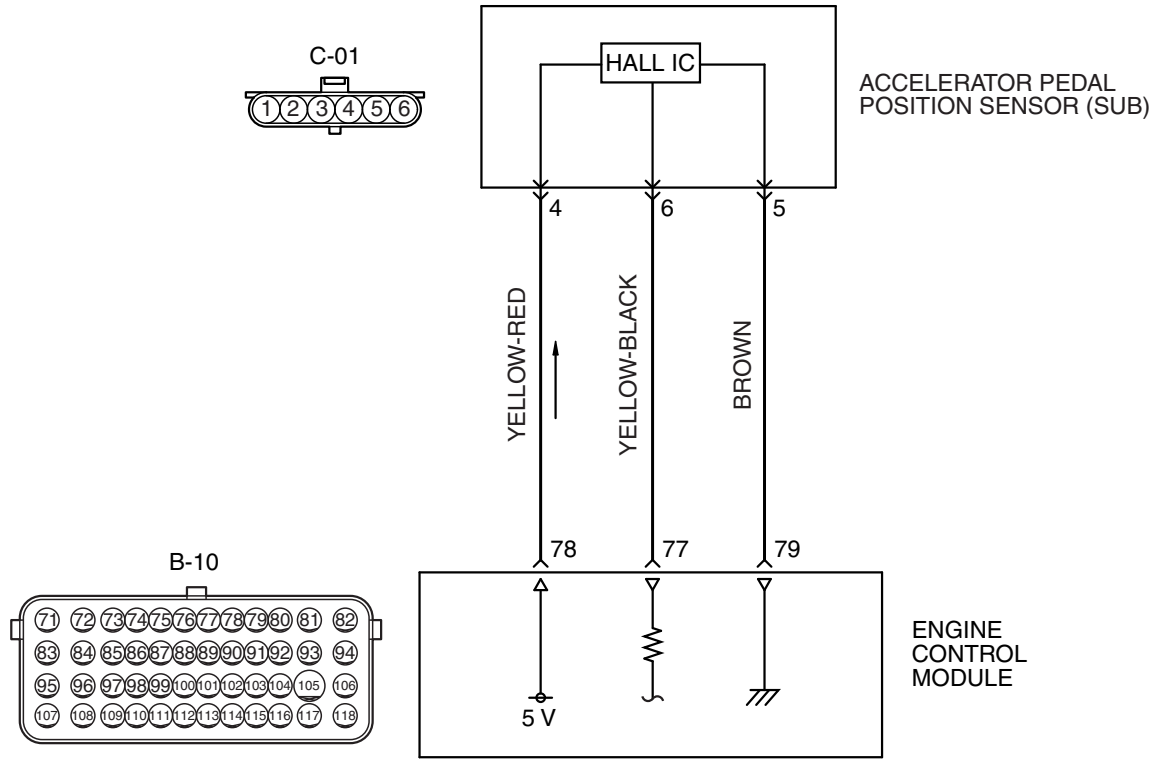 C-01
1 2 3 4 5 6
HALL IC
ACCELERATOR PEDAL
POSITION SENSOR (SUB)
4 6 5
YELLOW-RED
YELLOW-BLACK
BROWN
78 77 79
B-10
71 72 73 74 75 76 77 78 79 80 81 82
83 84 85 86 87 88 89 90 91 92 93 94
95 96 97 98 99 100 101 102 103 104 105 106
107 108 109 110 111 112 113 114 115 116 117 118
5 V
ENGINE
CONTROL
MODULE